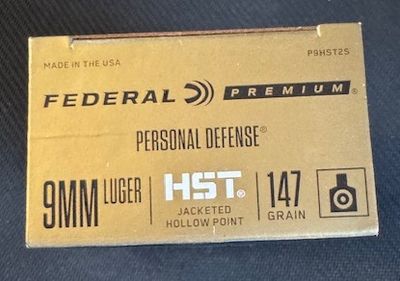 MADE IN THE USA
P9HST2S
FEDERAL PREMIUM®
PERSONAL DEFENSE®
9MM LUGER
HST®
JACKETED
HOLLOW POINT
147
GRAIN